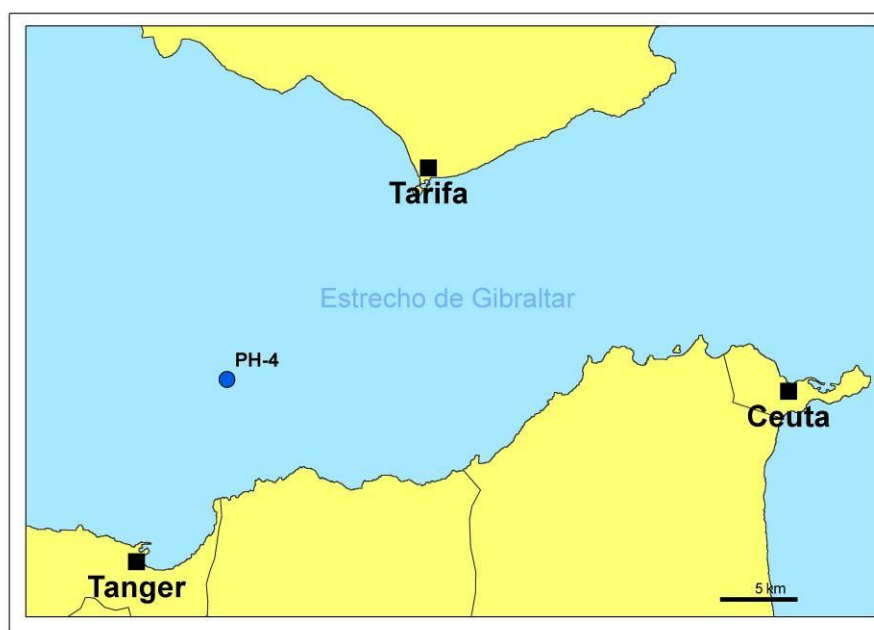 Tarifa
Estrecho de Gibraltar
PH-4
Ceuta
Tanger
5 km